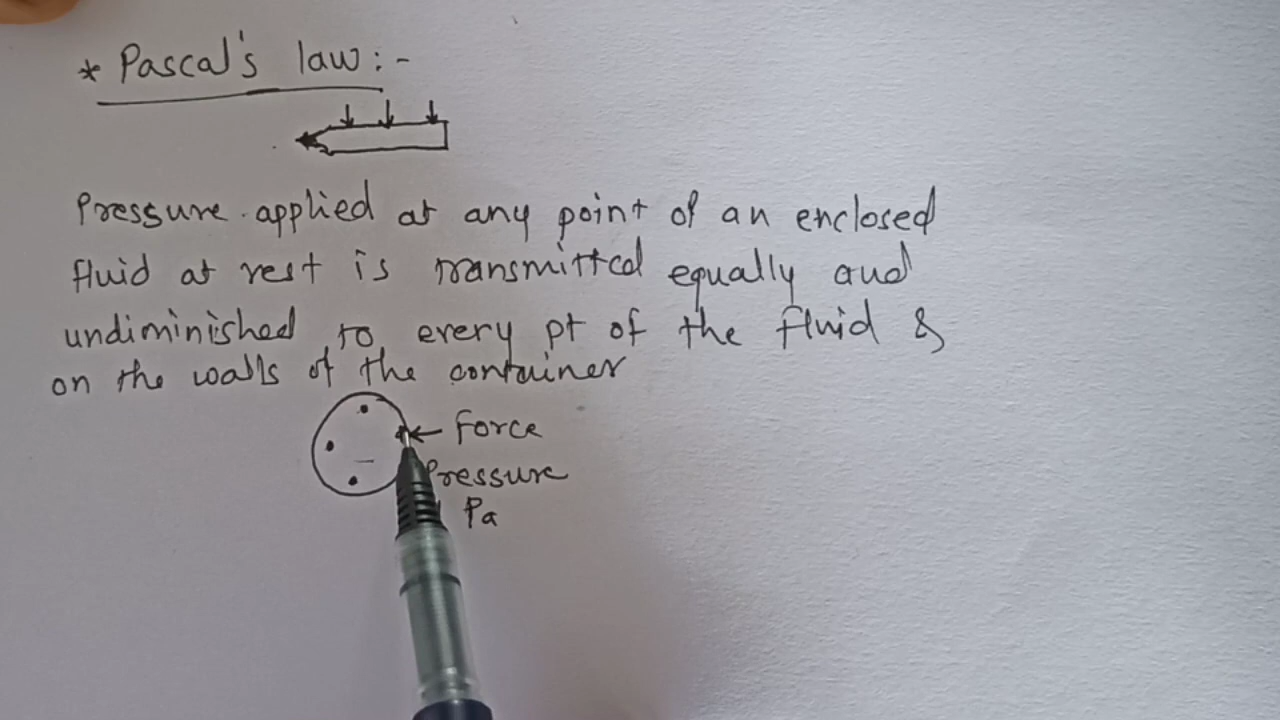 * Pascal's law :-
Pressure applied at any point of an enclosed
fluid at rest is transmitted equally and
undiminished to every pt of the fluid &
on the walls of the container
Force
Pressure
Pa